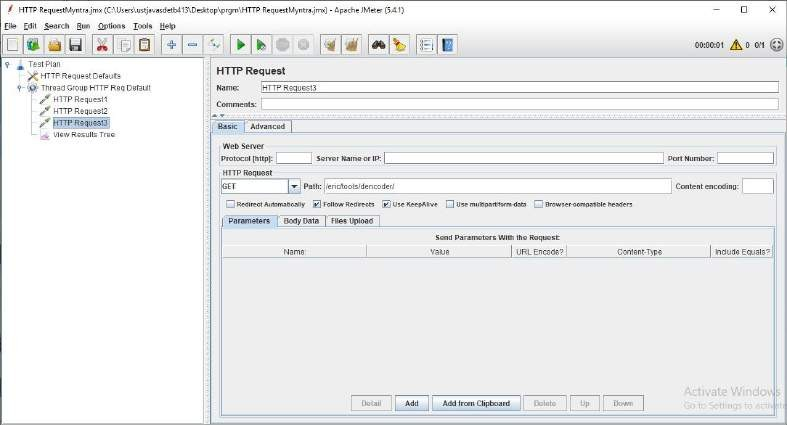 HTTP RequestMyntra.jmx (C:\Users\ustjavasdetb413\Desktop\prgm\HTTP RequestMyntra.jmx) - Apache JMeter (5.4.1)
File Edit Search Run Options Tools Help
00:00:01 0 0/1
Test Plan
HTTP Request Defaults
Thread Group HTTP Req Default
HTTP Request1
HTTP Request2
HTTP Request3
View Results Tree
HTTP Request
Name: HTTP Request3
Comments:
Basic Advanced
Web Server
Protocol [http]: Server Name or IP: Port Number:
HTTP Request
GET Path: /eric/tools/dencoder/ Content encoding:
Redirect Automatically Follow Redirects Use KeepAlive Use multipart/form-data Browser-compatible headers
Parameters Body Data Files Upload
Send Parameters With the Request:
Name: Value URL Encode? Content-Type Include Equals?
Detail Add Add from Clipboard Delete Up Down
Activate Windows
Go to Settings to activate